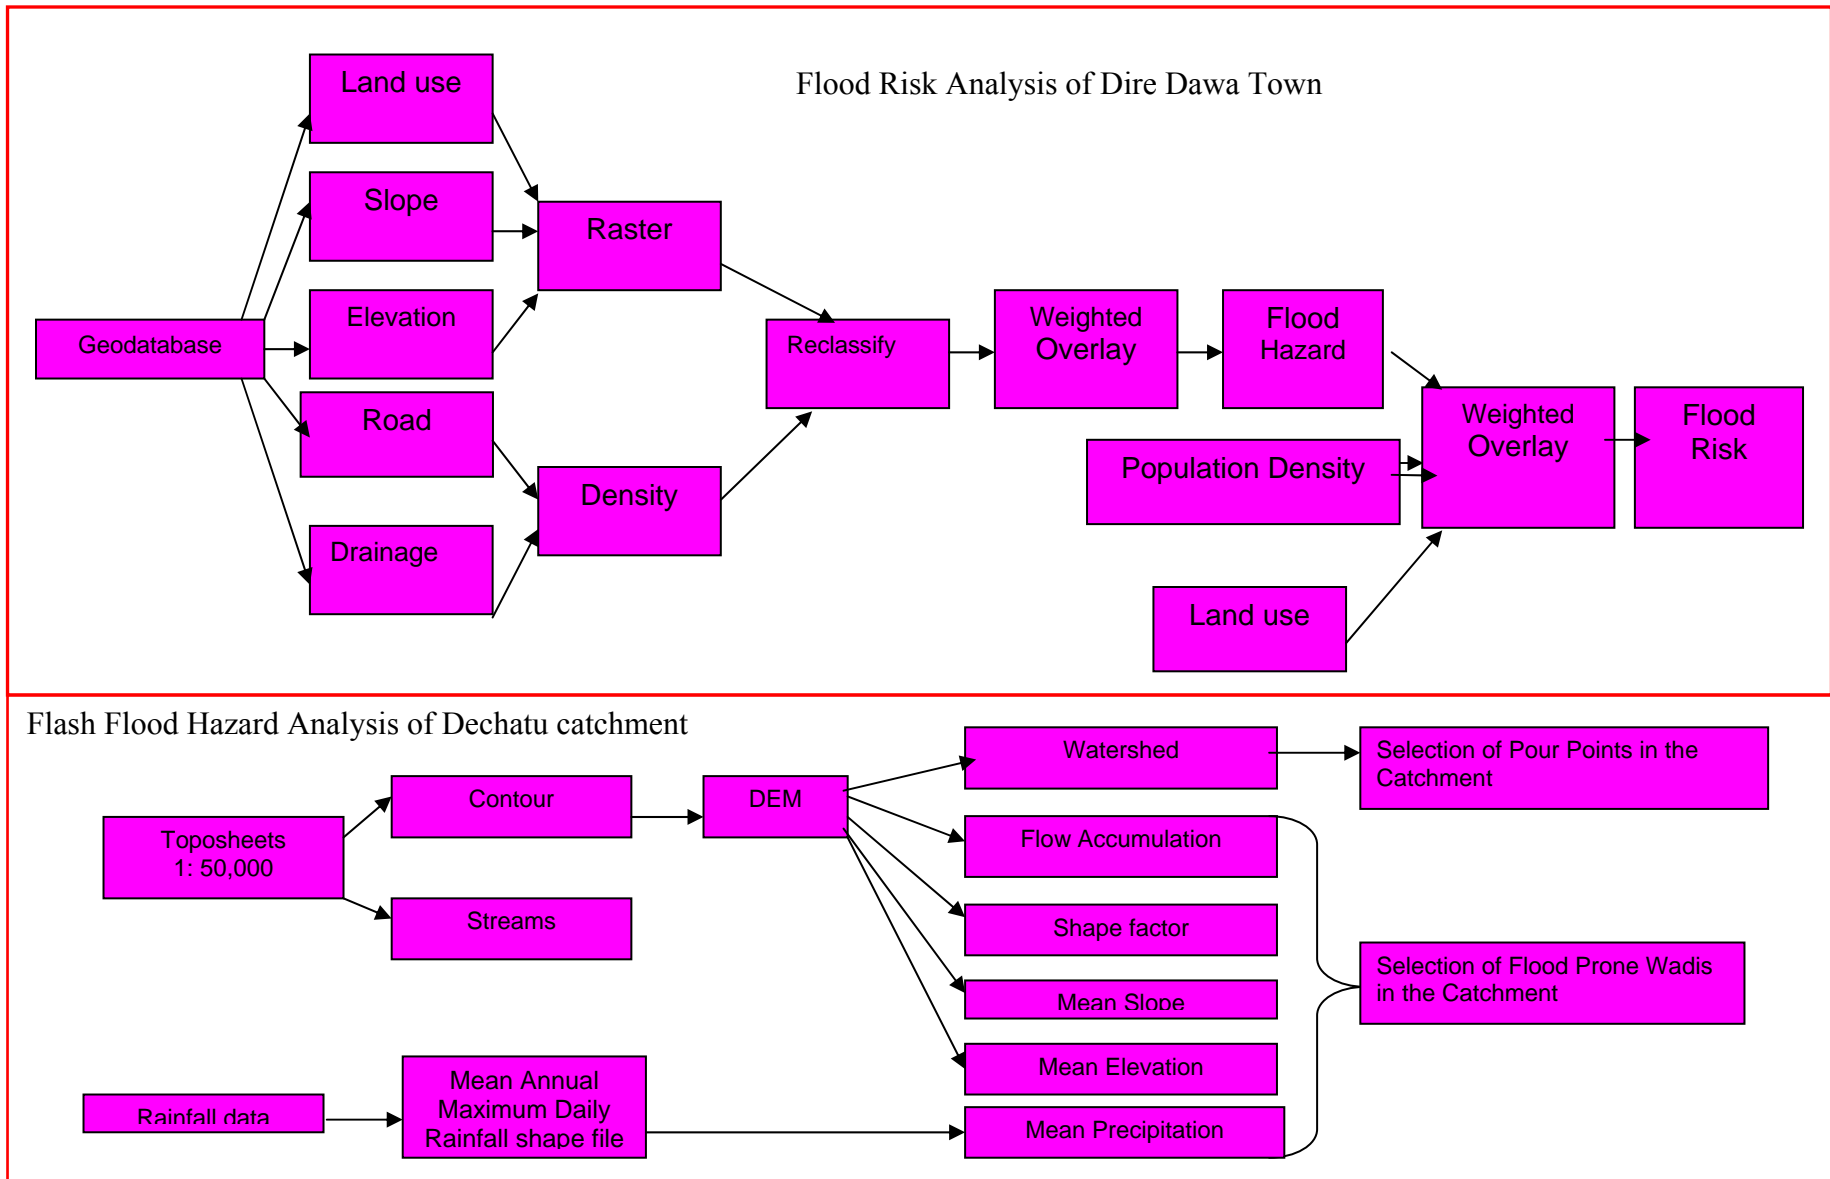 Flood Risk Analysis of Dire Dawa Town
Land use
Slope
Elevation
Geodatabase
Road
Drainage
Raster
Density
Reclassify
Weighted
Overlay
Flood
Hazard
Population Density
Land use
Weighted
Overlay
Flood
Risk
Flash Flood Hazard Analysis of Dechatu catchment
Toposheets
1: 50,000
Contour
Streams
DEM
Watershed
Flow Accumulation
Shape factor
Mean Slope
Mean Elevation
Mean Precipitation
Selection of Pour Points in the
Catchment
Selection of Flood Prone Wadis
in the Catchment
Rainfall data
Mean Annual
Maximum Daily
Rainfall shape file